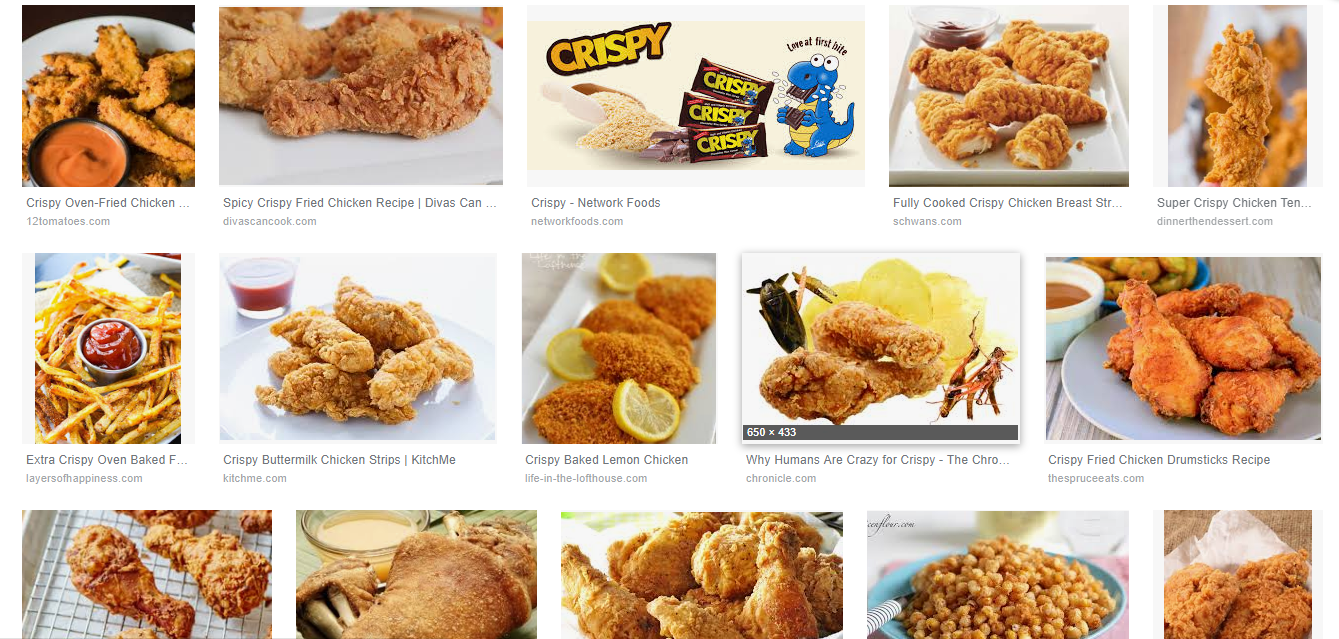 CRISPY
Love at first bite
CRISPY
CRISPY
CRISPY
Crispy Oven-Fried Chicken ...
12tomatoes.com
Spicy Crispy Fried Chicken Recipe | Divas Can ...
divascancook.com
Crispy - Network Foods
networkfoods.com
Fully Cooked Crispy Chicken Breast Str...
schwans.com
Super Crispy Chicken Ten...
dinnerthendessert.com
Life in the
Lofthouse
650 × 433
Extra Crispy Oven Baked F...
layersofhappiness.com
Crispy Buttermilk Chicken Strips | KitchMe
kitchme.com
Crispy Baked Lemon Chicken
life-in-the-lofthouse.com
Why Humans Are Crazy for Crispy - The Chro...
chronicle.com
Crispy Fried Chicken Drumsticks Recipe
thespruceeats.com
cenflour.com